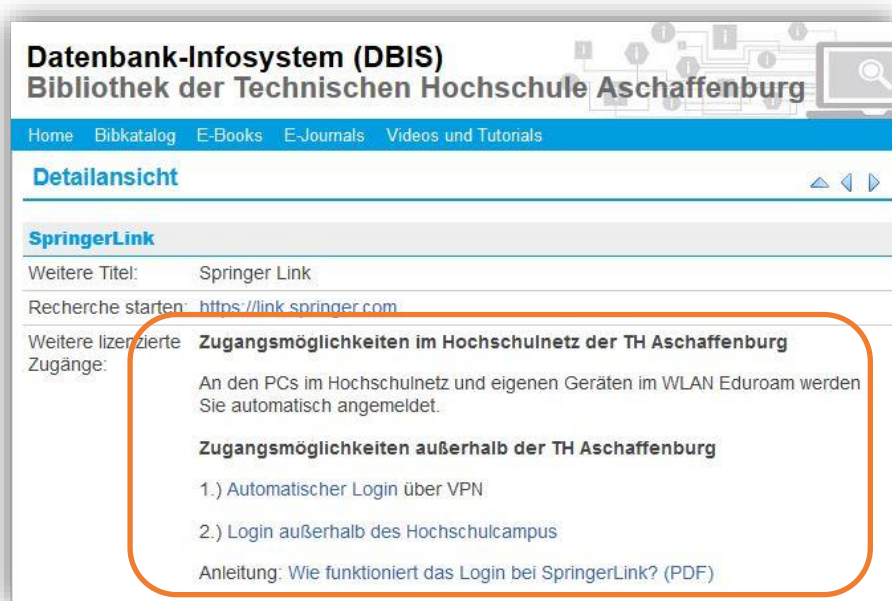 Datenbank-Infosystem (DBIS)
Bibliothek der Technischen Hochschule Aschaffenburg
Home Bibkatalog E-Books E-Journals Videos und Tutorials
Detailansicht
SpringerLink
Weitere Titel: Springer Link
Recherche starten: https://link.springer.com
Weitere lizenzierte Zugänge: Zugangsmöglichkeiten im Hochschulnetz der TH Aschaffenburg
An den PCs im Hochschulnetz und eigenen Geräten im WLAN Eduroam werden
Sie automatisch angemeldet.
Zugangsmöglichkeiten außerhalb der TH Aschaffenburg
1.) Automatischer Login über VPN
2.) Login außerhalb des Hochschulcampus
Anleitung: Wie funktioniert das Login bei SpringerLink? (PDF)